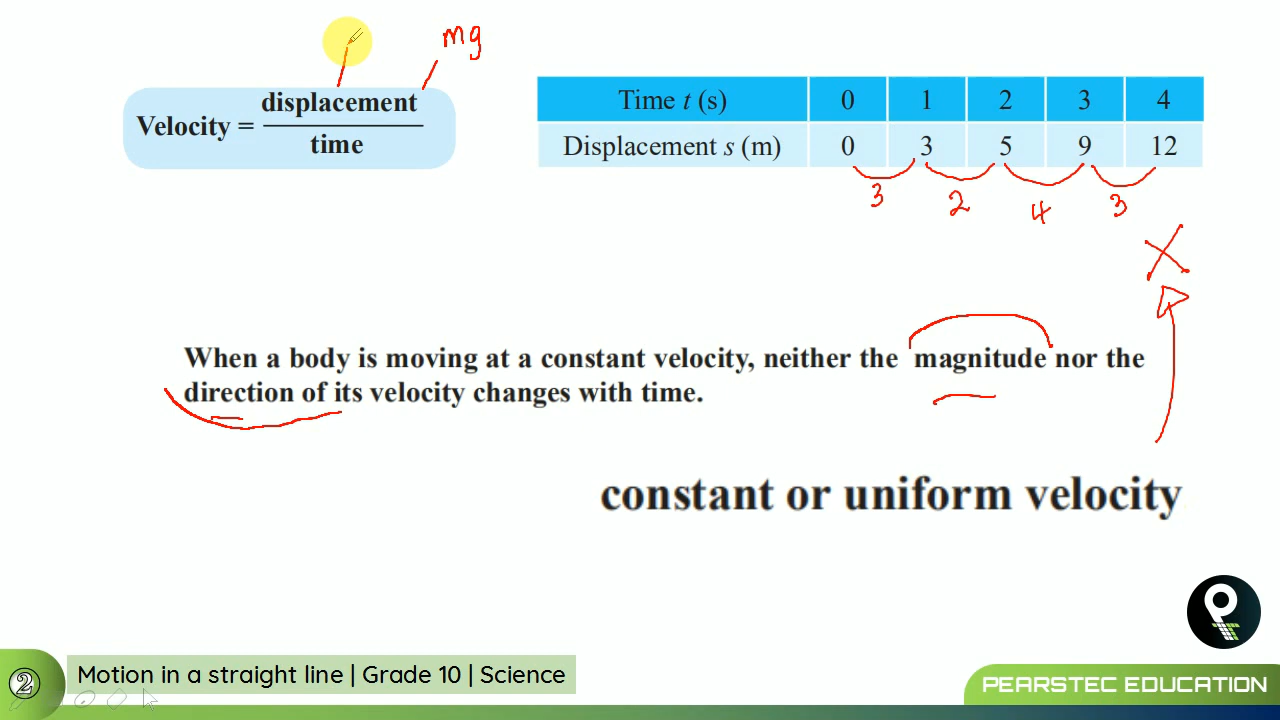 mg
Velocity = displacement
time
Time t (s) 0 1 2 3 4
Displacement s (m) 0 3 5 9 12
3 2 4 3
When a body is moving at a constant velocity, neither the magnitude nor the
direction of its velocity changes with time.
constant or uniform velocity
2 Motion in a straight line | Grade 10 | Science
PEARSTEC EDUCATION